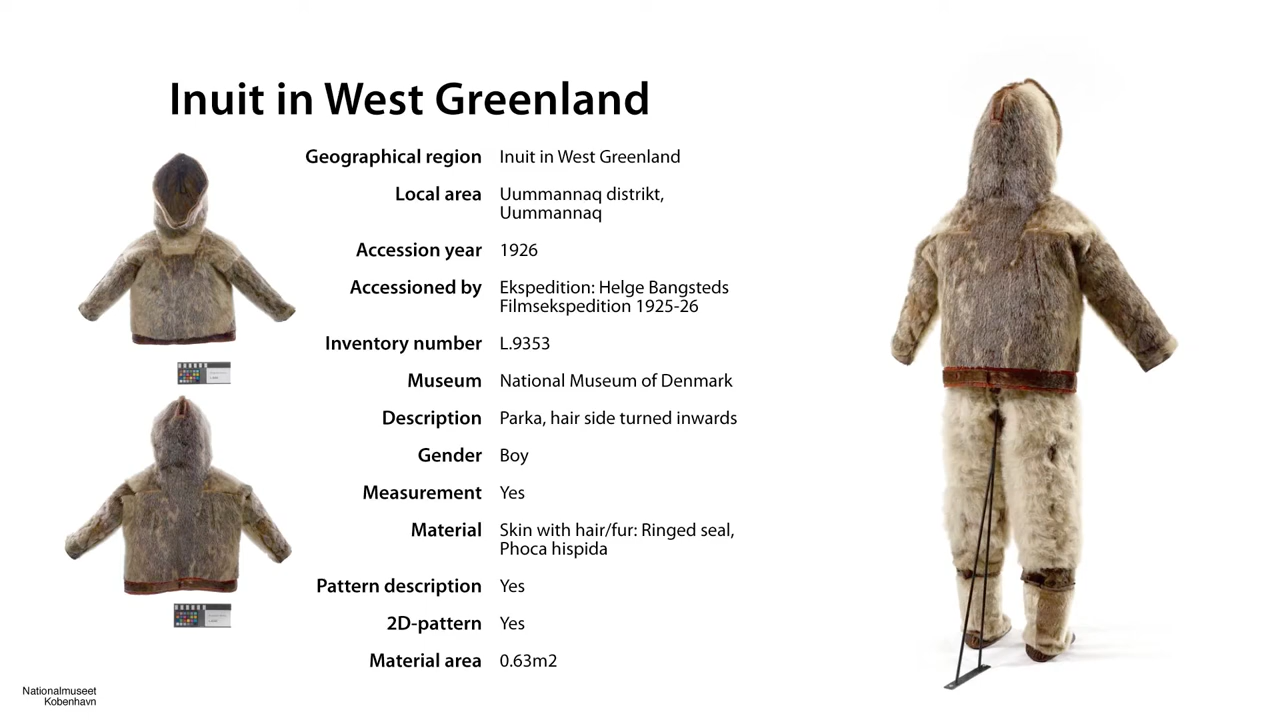 Inuit in West Greenland
Geographical region Inuit in West Greenland
Local area Uummannaq distrikt,
Uummannaq
Accession year 1926
Accessioned by Ekspedition: Helge Bangsteds
Filmsekspedition 1925-26
Inventory number L.9353
Museum National Museum of Denmark
Description Parka, hair side turned inwards
Gender Boy
Measurement Yes
Material Skin with hair/fur: Ringed seal,
Phoca hispida
Pattern description Yes
2D-pattern Yes
Material area 0.63m2
Nationalmuseet
Kobenhavn